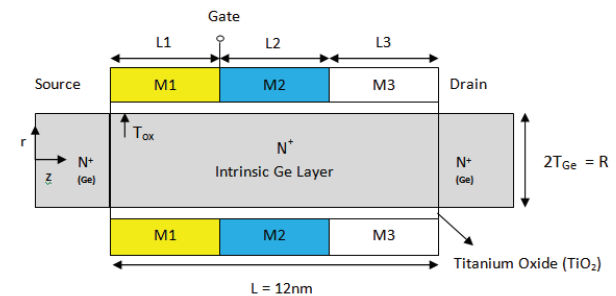 Gate
L1
L2
L3
Source
M1
M2
M3
Drain
Tox
r
z
N+
(Ge)
N+
Intrinsic Ge Layer
N+
(Ge)
2TGe = R
M1
M2
M3
Titanium Oxide (TiO2)
L = 12nm